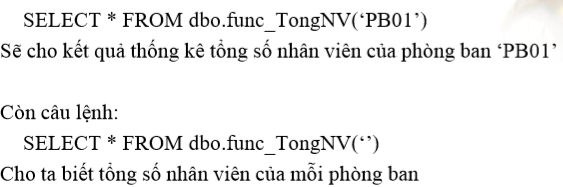 SELECT * FROM dbo.func_TongNV(‘PB01’)
Sẽ cho kết quả thống kê tổng số nhân viên của phòng ban ‘PB01’
Còn câu lệnh:
SELECT * FROM dbo.func_TongNV(‘’)
Cho ta biết tổng số nhân viên của mỗi phòng ban